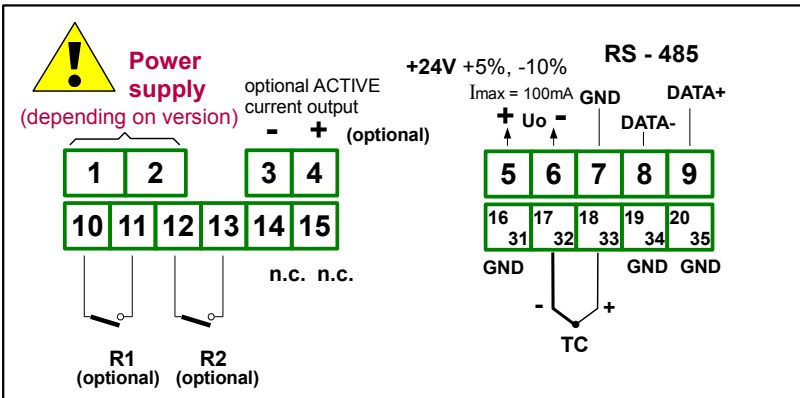 !
Power
supply
(depending on version)
optional ACTIVE
current output
- + (optional)
1 2 3 4
10 11 12 13 14 15
n.c. n.c.
R1
(optional)
R2
(optional)
+24V +5%, -10%
Imax = 100mA
+ Uo -
RS - 485
GND
DATA-
DATA+
5 6 7 8 9
16 17 18 19 20
31 32 33 34 35
GND GND GND
- +
TC